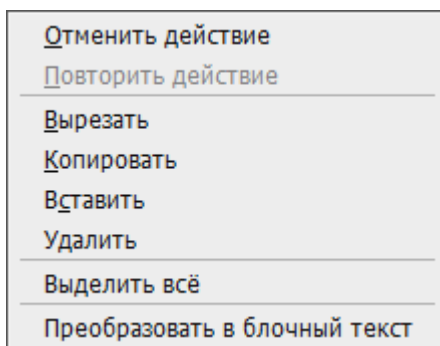 Отменить действие
Повторить действие
Вырезать
Копировать
Вставить
Удалить
Выделить всё
Преобразовать в блочный текст